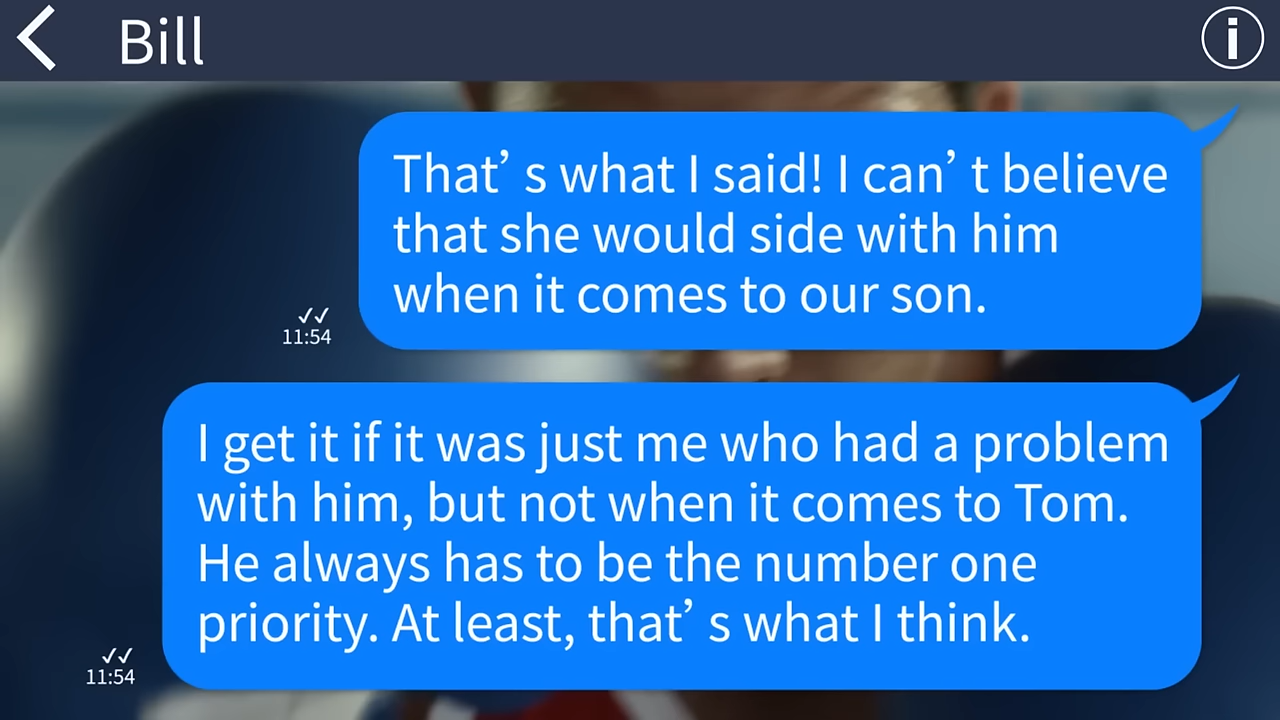 Bill
That’s what I said! I can’t believe
that she would side with him
when it comes to our son.
11:54
I get it if it was just me who had a problem
with him, but not when it comes to Tom.
He always has to be the number one
priority. At least, that’s what I think.
11:54